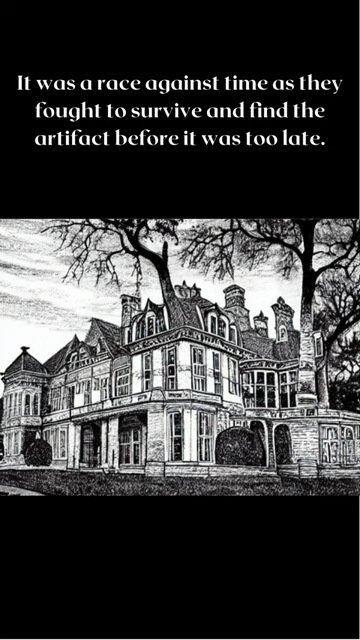 It was a race against time as they
fought to survive and find the
artifact before it was too late.